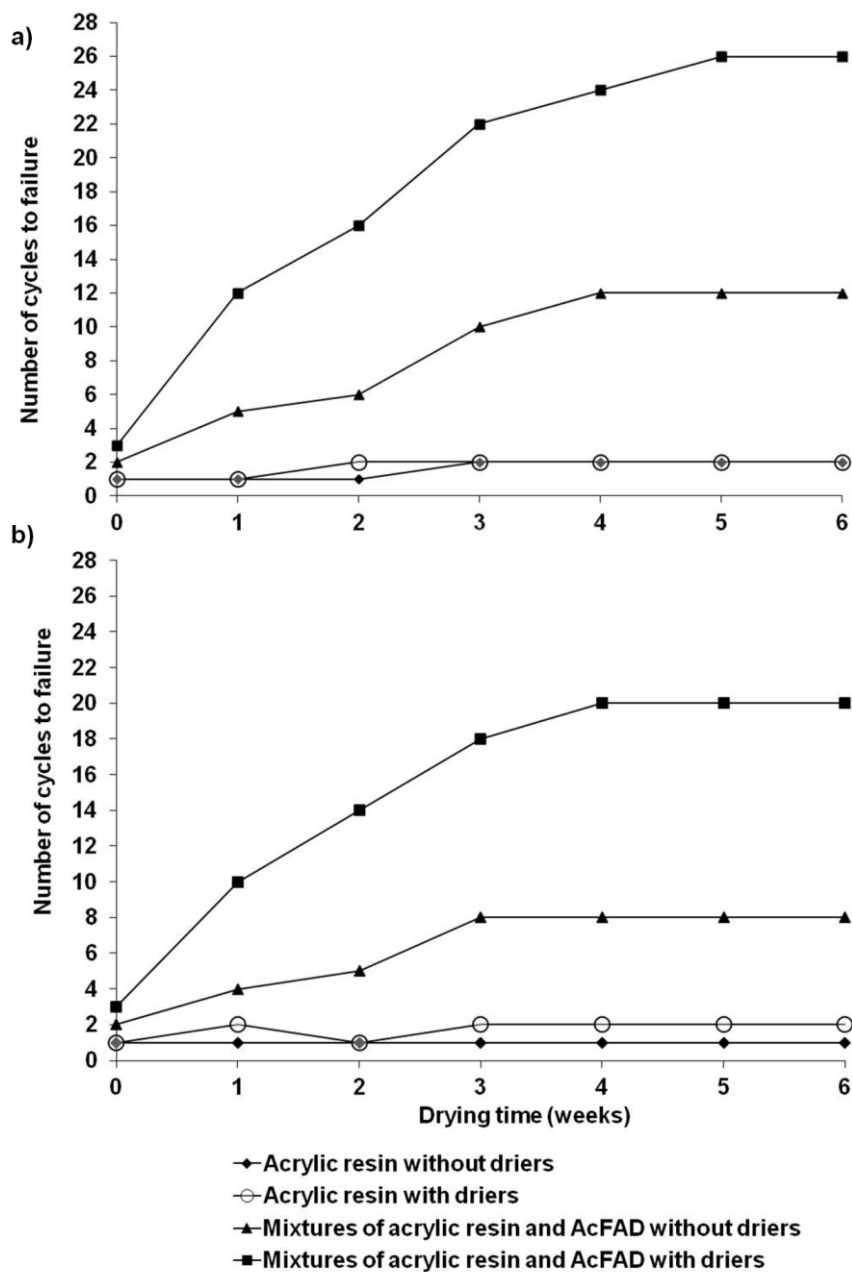 a)
Number of cycles to failure
28
26
24
22
20
18
16
14
12
10
8
6
4
2
0
0 1 2 3 4 5 6
b)
Number of cycles to failure
28
26
24
22
20
18
16
14
12
10
8
6
4
2
0
0 1 2 3 4 5 6
Drying time (weeks)
Acrylic resin without driers
Acrylic resin with driers
Mixtures of acrylic resin and AcFAD without driers
Mixtures of acrylic resin and AcFAD with driers